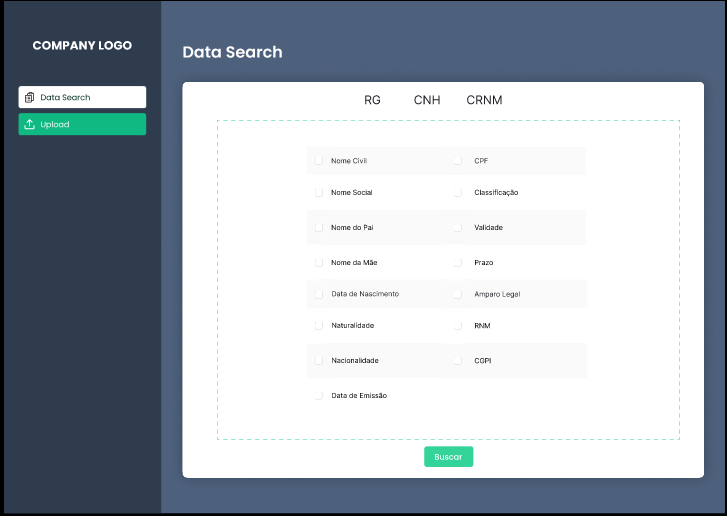 COMPANY LOGO
Data Search
Upload
Data Search
RG CNH CRNM
Nome Civil CPF
Nome Social Classificação
Nome do Pai Validade
Nome da Mãe Prazo
Data de Nascimento Amparo Legal
Naturalidade RNM
Nacionalidade CGPI
Data de Emissão
Buscar